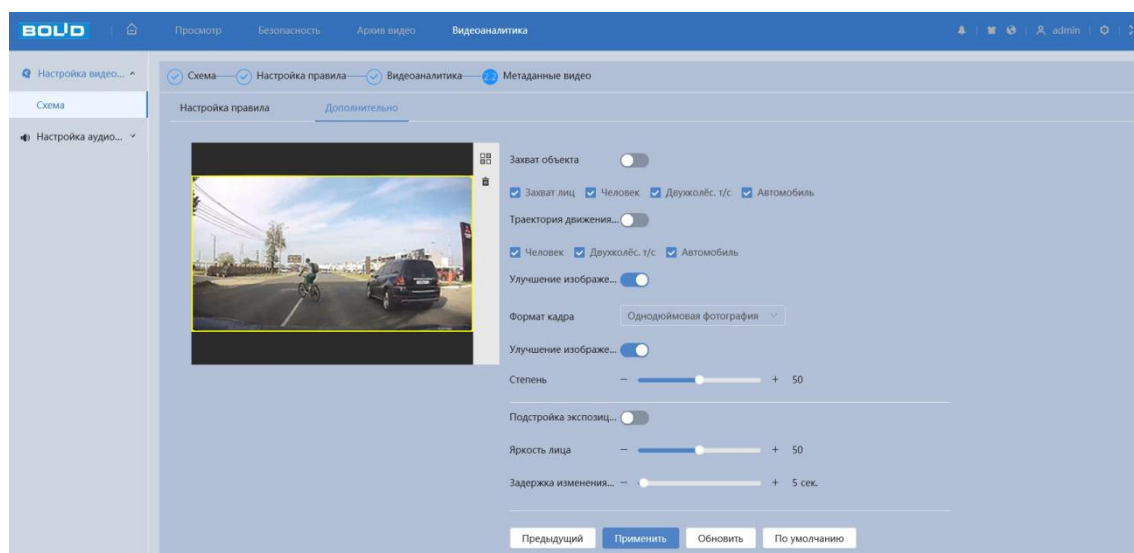 BOLID Просмотр Безопасность Архив видео Видеоаналитика admin
Настройка видео...
Схема
Настройка аудио...
Схема Настройка правила Видеоаналитика 2.2 Метаданные видео
Настройка правила Дополнительно
Захват объекта
Захват лиц Человек Двухколёс. т/с Автомобиль
Траектория движения...
Человек Двухколёс. т/с Автомобиль
Улучшение изображе...
Формат кадра Однодюймовая фотография
Улучшение изображе...
Степень − + 50
Подстройка экспозиц...
Яркость лица − + 50
Задержка изменения... − + 5 сек.
Предыдущий Применить Обновить По умолчанию